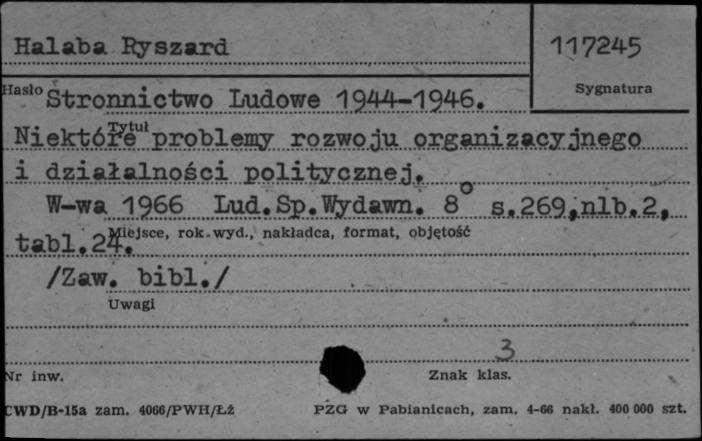 Halaba Ryszard
117245
Hasło
Sygnatura
Stronnictwo Ludowe 1944-1946.
Tytuł
Niektóre problemy rozwoju organizacyjnego
i działalności politycznej.
W-wa 1966 Lud.Sp.Wydawn. 8° s.269,nlb.2,
Miejsce, rok wyd., nakładca, format, objętość
tabl.24.
/Zaw. bibl./
Uwagi
3
Nr inw.
Znak klas.
CWD/B-15a zam. 4066/PWH/Łź
PZG w Pabianicach, zam. 4-66 nakł. 400 000 szt.